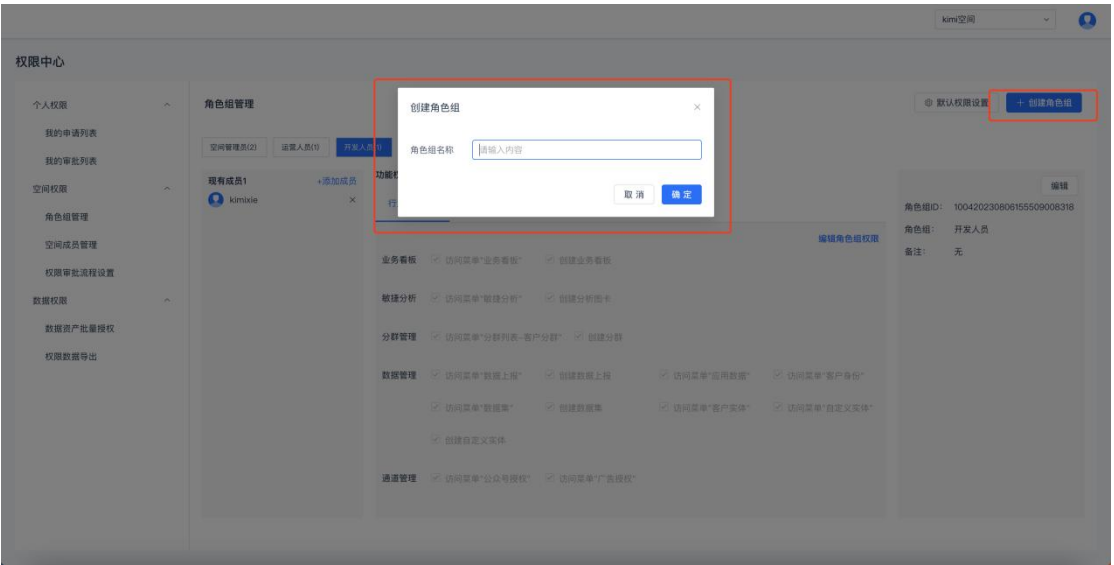 kimi空间
权限中心
个人权限
我的申请列表
我的审批列表
空间权限
角色组管理
空间成员管理
权限审批流程设置
数据权限
数据资产批量授权
权限数据导出
角色组管理
默认权限设置
+ 创建角色组
空间管理员(2) 运营人员(1) 开发人员(1)
现有成员1 +添加成员
kimixie ×
创建角色组 ×
角色组名称 请输入内容
取消 确定
功能
行
编辑角色组权限
业务看板 访问菜单"业务看板" 创建业务看板
敏捷分析 访问菜单"敏捷分析" 创建分析图卡
分群管理 访问菜单"分群列表-客户分群" 创建分群
数据管理 访问菜单"数据上报" 创建数据上报 访问菜单"应用数据" 访问菜单"客户身份"
访问菜单"数据集" 创建数据集 访问菜单"客户实体" 访问菜单"自定义实体"
创建自定义实体
通道管理 访问菜单"公众号授权" 访问菜单"广告授权"
编辑
角色组ID: 100420230806155509008318
角色组: 开发人员
备注: 无